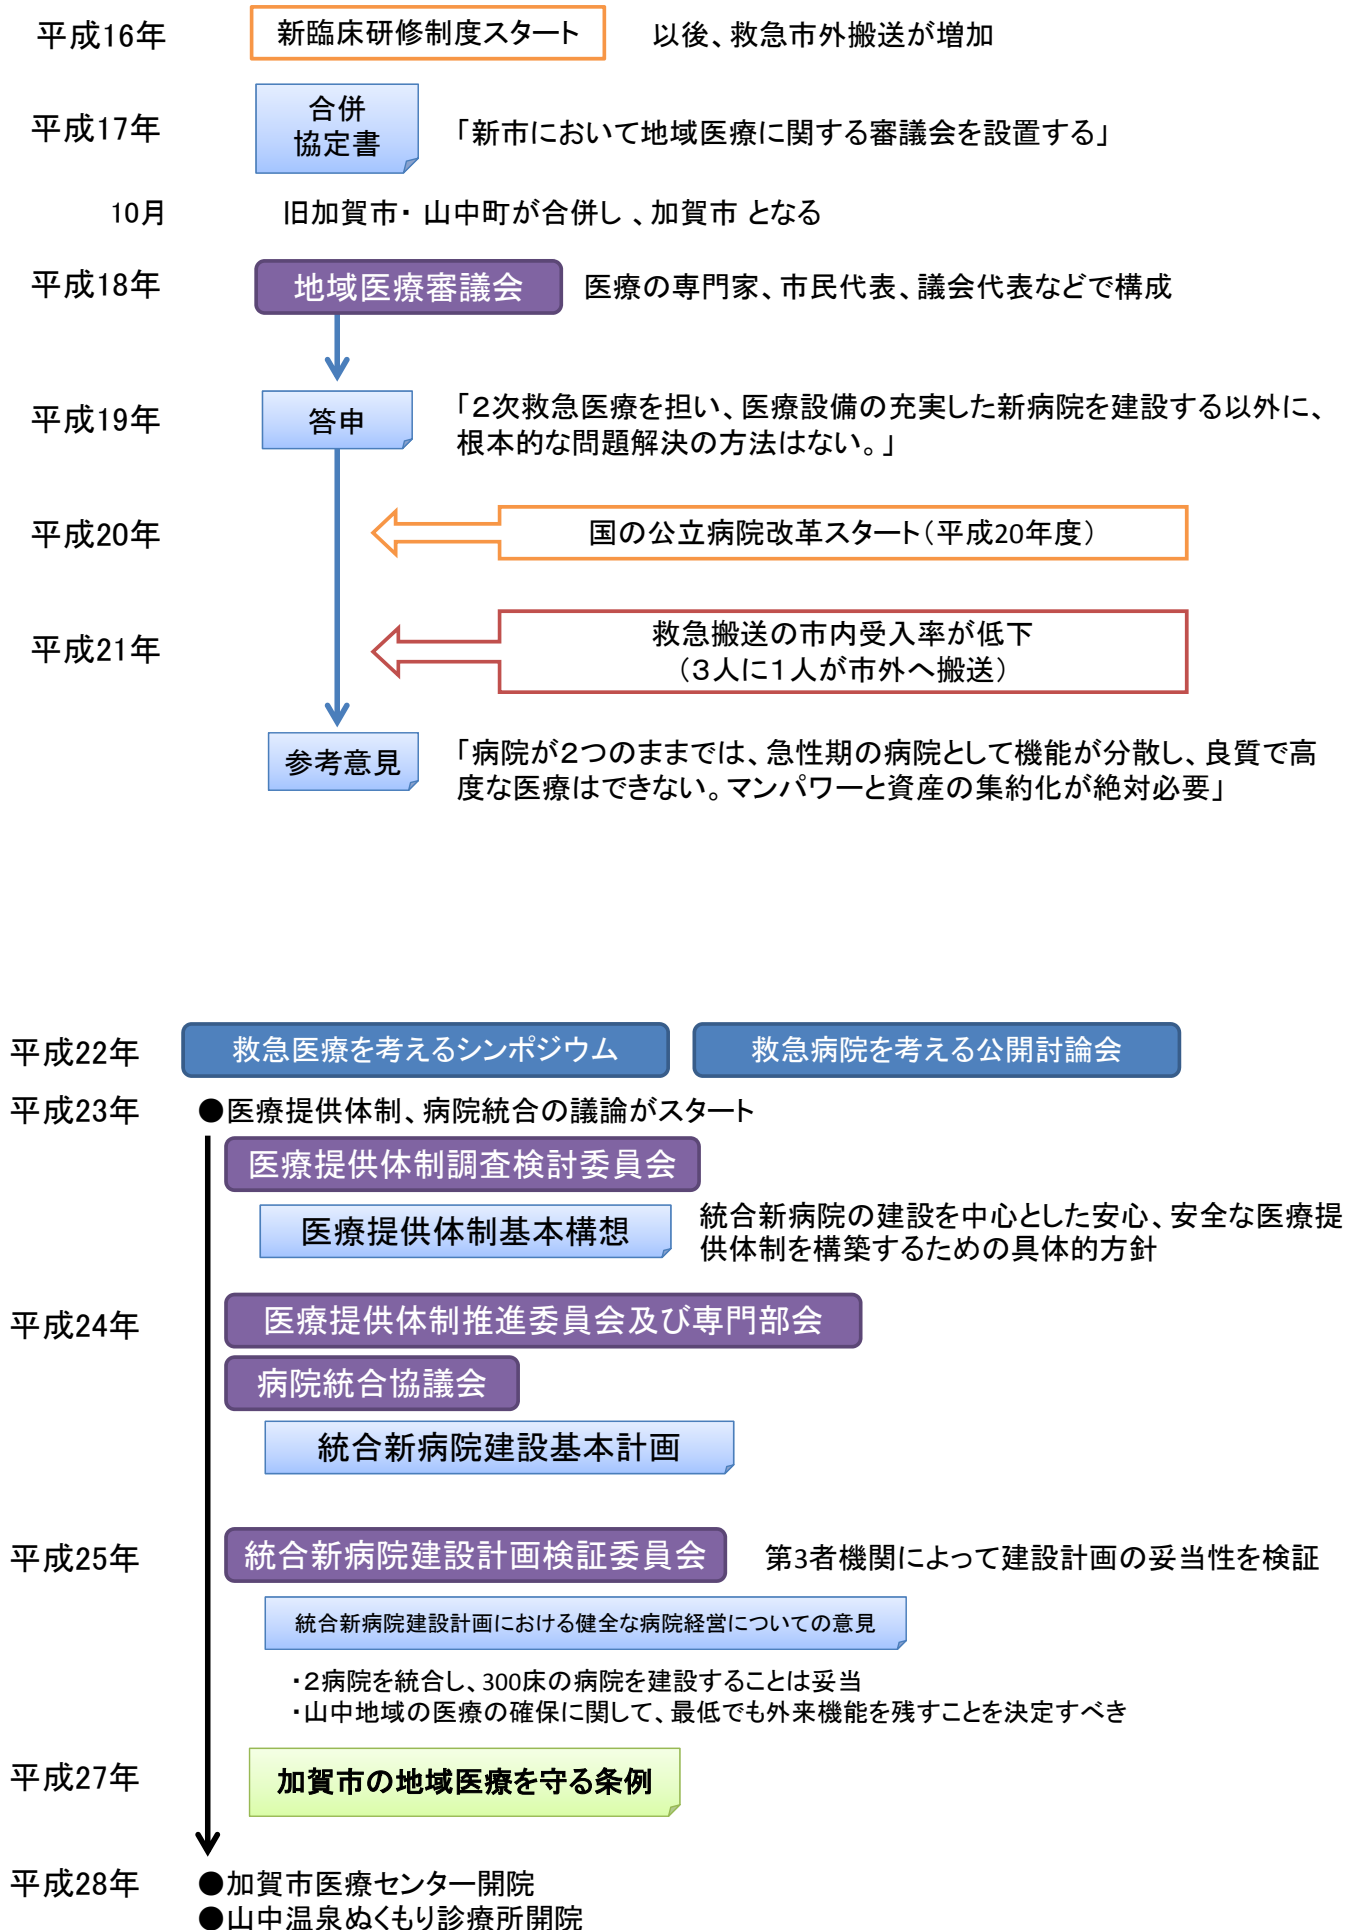 平成16年
新臨床研修制度スタート
以後、救急市外搬送が増加
平成17年
合併
協定書
「新市において地域医療に関する審議会を設置する」
10月
旧加賀市・ 山中町が合併し 、加賀市 となる
平成18年
地域医療審議会
医療の専門家、市民代表、議会代表などで構成
平成19年
答申
「２次救急医療を担い、医療設備の充実した新病院を建設する以外に、
根本的な問題解決の方法はない。」
平成20年
国の公立病院改革スタート（平成20年度）
平成21年
救急搬送の市内受入率が低下
（３人に１人が市外へ搬送）
参考意見
「病院が２つのままでは、急性期の病院として機能が分散し、良質で高
度な医療はできない。マンパワーと資産の集約化が絶対必要」
平成22年
救急医療を考えるシンポジウム
救急病院を考える公開討論会
平成23年
●医療提供体制、病院統合の議論がスタート
医療提供体制調査検討委員会
医療提供体制基本構想
統合新病院の建設を中心とした安心、安全な医療提
供体制を構築するための具体的方針
平成24年
医療提供体制推進委員会及び専門部会
病院統合協議会
統合新病院建設基本計画
平成25年
統合新病院建設計画検証委員会
第3者機関によって建設計画の妥当性を検証
統合新病院建設計画における健全な病院経営についての意見
・２病院を統合し、300床の病院を建設することは妥当
・山中地域の医療の確保に関して、最低でも外来機能を残すことを決定すべき
平成27年
加賀市の地域医療を守る条例
平成28年
●加賀市医療センター開院
●山中温泉ぬくもり診療所開院